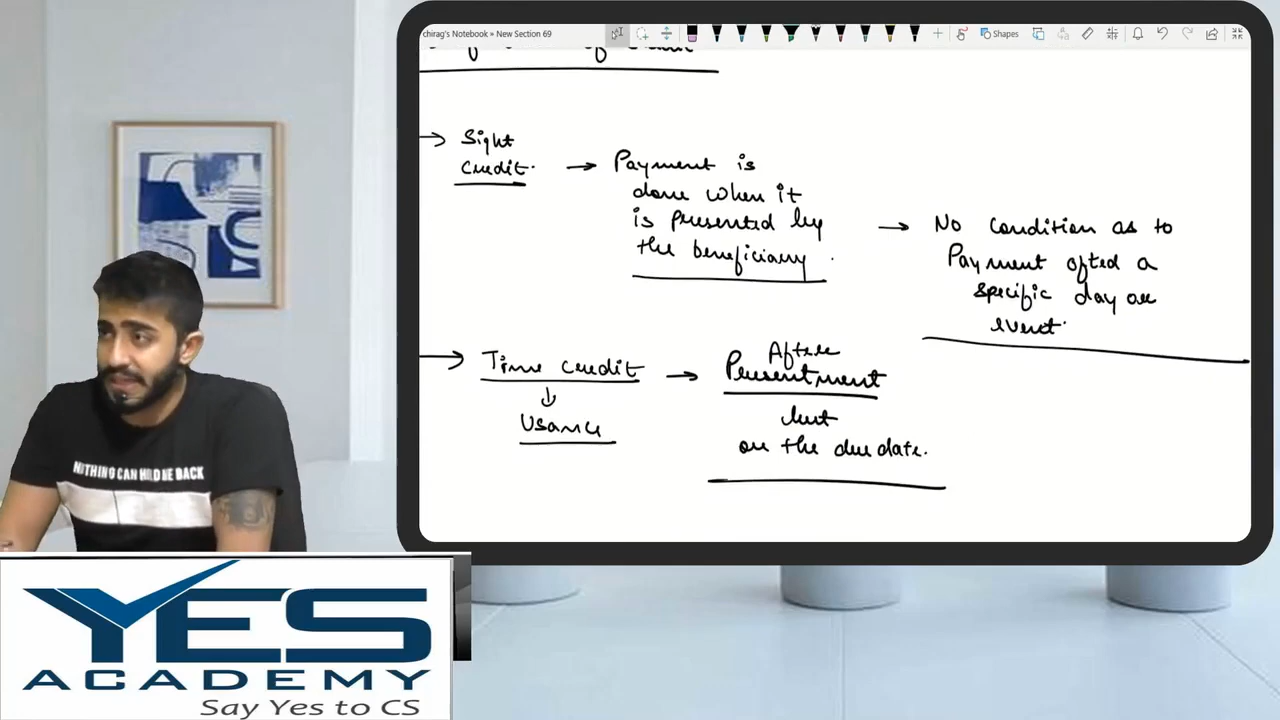 chirag's Notebook » New Section 69
Shapes
of
Sight
Credit.
Payment is
done when it
is presented by
the beneficiary.
No condition as to
Payment ofted a
specific day or
event.
Time credit
Usance
After
Presentment
but
on the due date.
NOTHING CAN HOLD ME BACK
YES
ACADEMY
Say Yes to CS